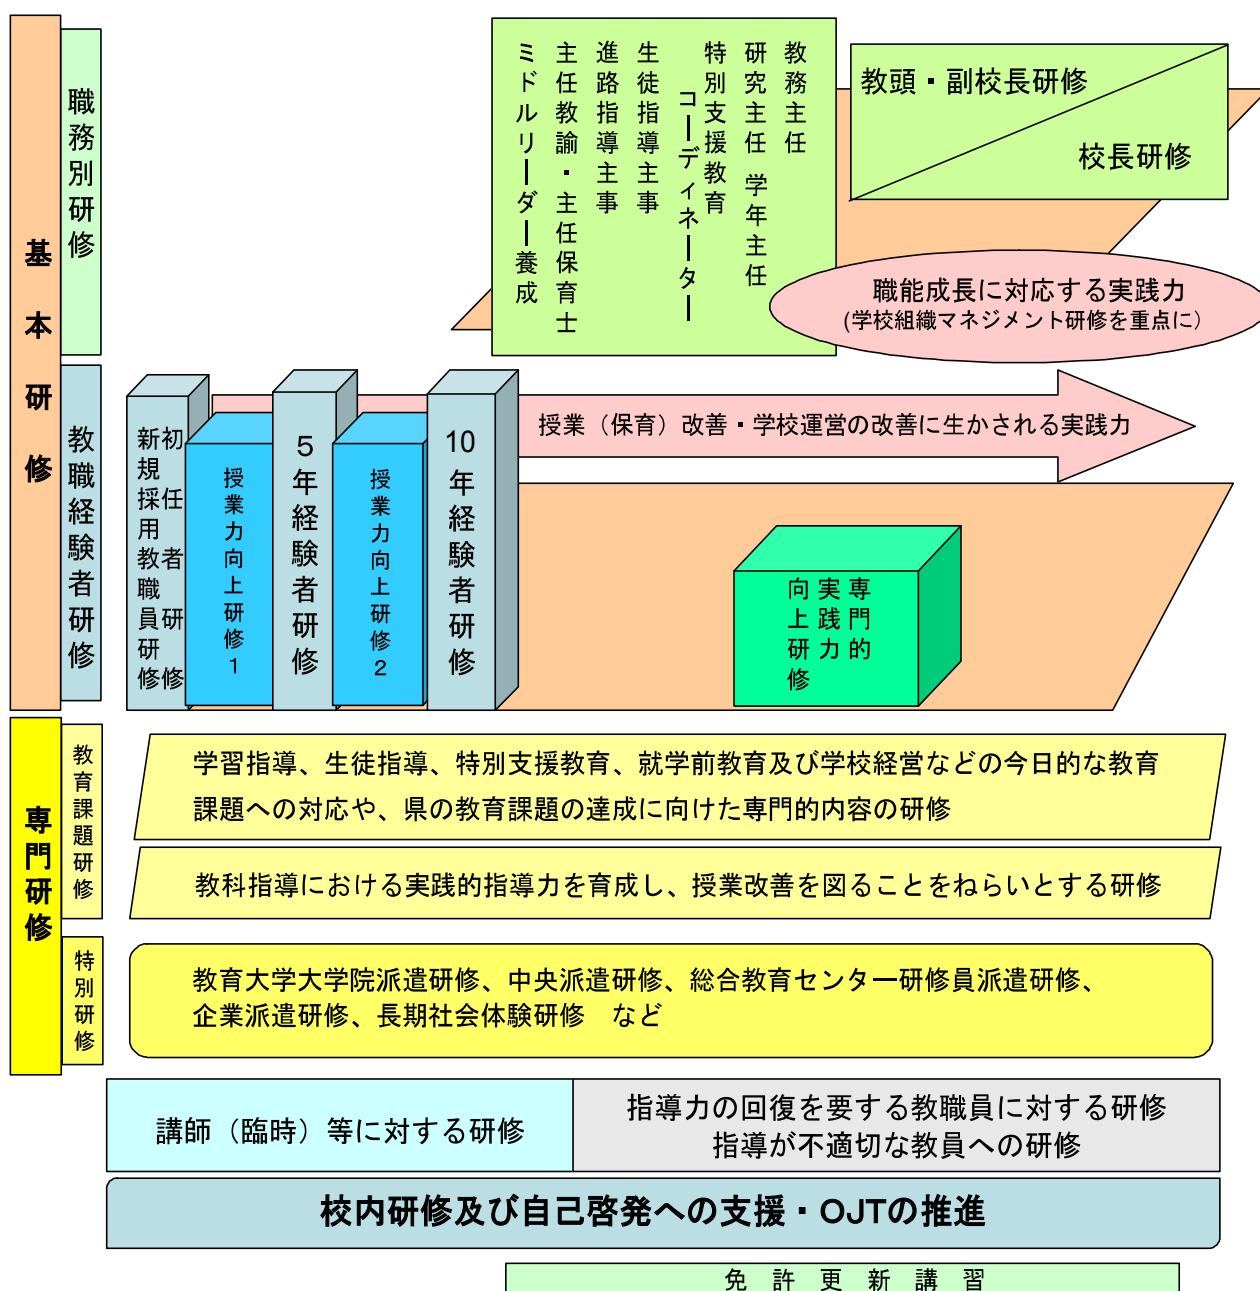 基本研修
職務別研修
教務主任
研究主任 学年主任
特別支援教育
コーディネーター
生徒指導主事
進路指導主事
主任教諭・主任保育士
ミドルリーダー養成
教頭・副校長研修
校長研修
職能成長に対応する実践力
(学校組織マネジメント研修を重点に)
教職経験者研修
初任者研修
新規採用教職員研修
授業力向上研修1
5年経験者研修
授業力向上研修2
10年経験者研修
授業（保育）改善・学校運営の改善に生かされる実践力
専門的
実践力
向上研修
専門研修
教育課題研修
学習指導、生徒指導、特別支援教育、就学前教育及び学校経営などの今日的な教育
課題への対応や、県の教育課題の達成に向けた専門的内容の研修
教科指導における実践的指導力を育成し、授業改善を図ることをねらいとする研修
特別研修
教育大学大学院派遣研修、中央派遣研修、総合教育センター研修員派遣研修、
企業派遣研修、長期社会体験研修　など
講師（臨時）等に対する研修
指導力の回復を要する教職員に対する研修
指導が不適切な教員への研修
校内研修及び自己啓発への支援・OJTの推進
免許更新講習